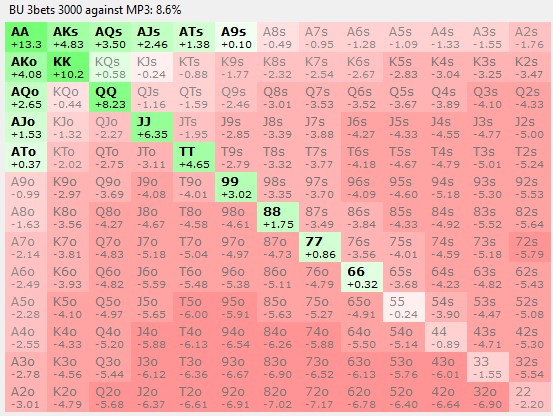 BU 3bets 3000 against MP3: 8.6%
AA AKs AQs AJs ATs A9s A8s A7s A6s A5s A4s A3s A2s
+13.3 +4.83 +3.50 +2.46 +1.38 +0.10 -0.49 -0.95 -1.28 -1.09 -1.33 -1.55 -1.76
AKo KK KQs KJs KTs K9s K8s K7s K6s K5s K4s K3s K2s
+4.08 +10.2 +0.58 -0.24 -0.88 -1.77 -2.32 -2.54 -2.67 -2.83 -3.04 -3.25 -3.47
AQo KQo QQ QJs QTs Q9s Q8s Q7s Q6s Q5s Q4s Q3s Q2s
+2.65 -0.44 +8.23 -1.16 -1.59 -2.46 -3.01 -3.53 -3.52 -3.67 -3.89 -4.10 -4.33
AJo KJo QJo JJ JTs J9s J8s J7s J6s J5s J4s J3s J2s
+1.53 -1.32 -2.27 +6.35 -1.95 -2.85 -3.39 -3.88 -4.27 -4.33 -4.55 -4.77 -5.00
ATo KTo QTo JTo TT T9s T8s T7s T6s T5s T4s T3s T2s
+0.37 -2.02 -2.75 -3.11 +4.65 -2.79 -3.32 -3.77 -4.18 -4.67 -4.79 -5.01 -5.24
A9o K9o Q9o J9o T9o 99 98s 97s 96s 95s 94s 93s 92s
-0.99 -2.97 -3.69 -4.09 -4.01 +3.02 -3.35 -3.70 -4.09 -4.60 -5.18 -5.30 -5.53
A8o K8o Q8o J8o T8o 98o 88 87s 86s 85s 84s 83s 82s
-1.63 -3.56 -4.27 -4.67 -4.58 -4.61 +1.75 -3.49 -3.84 -4.33 -4.92 -5.52 -5.64
A7o K7o Q7o J7o T7o 97o 87o 77 76s 75s 74s 73s 72s
-2.14 -3.81 -4.83 -5.18 -5.04 -4.97 -4.73 +0.86 -3.56 -4.01 -4.59 -5.18 -5.79
A6o K6o Q6o J6o T6o 96o 86o 76o 66 65s 64s 63s 62s
-2.49 -3.93 -4.82 -5.59 -5.48 -5.38 -5.11 -4.79 +0.32 -3.68 -4.23 -4.82 -5.43
A5o K5o Q5o J5o T5o 95o 85o 75o 65o 55 54s 53s 52s
-2.28 -4.10 -4.97 -5.65 -6.00 -5.91 -5.63 -5.27 -4.91 -0.24 -3.90 -4.47 -5.08
A4o K4o Q4o J4o T4o 94o 84o 74o 64o 54o 44 43s 42s
-2.55 -4.33 -5.20 -5.88 -6.13 -6.54 -6.26 -5.88 -5.50 -5.14 -0.89 -4.71 -5.30
A3o K3o Q3o J3o T3o 93o 83o 73o 63o 53o 43o 33 32s
-2.78 -4.56 -5.44 -6.12 -6.36 -6.67 -6.90 -6.52 -6.13 -5.76 -6.01 -1.55 -5.54
A2o K2o Q2o J2o T2o 92o 82o 72o 62o 52o 42o 32o 22
-3.01 -4.79 -5.68 -6.37 -6.61 -6.91 -7.02 -7.17 -6.78 -6.40 -6.64 -6.90 -2.20